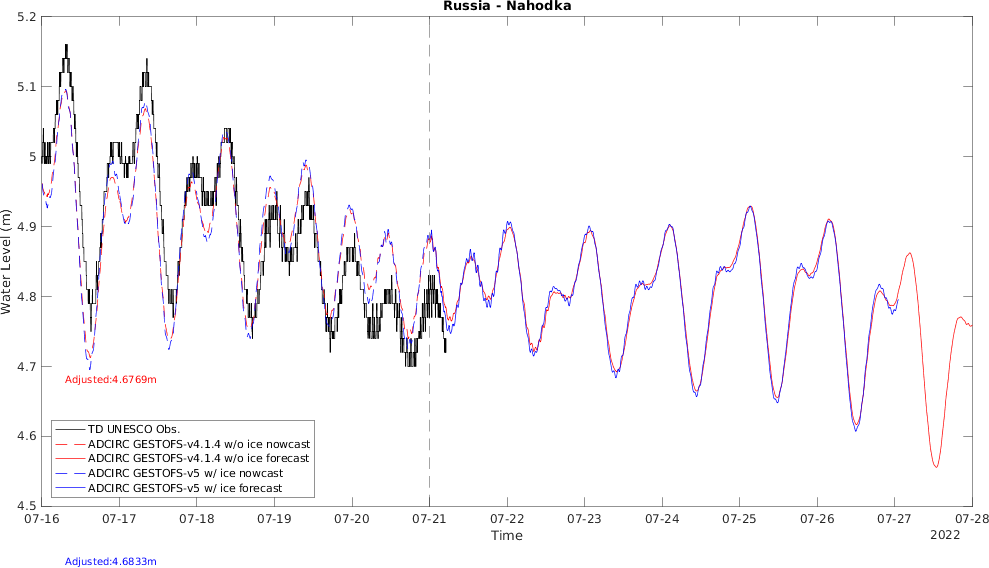 Russia - Nahodka
Water Level (m)
5.2
5.1
5
4.9
4.8
4.7
4.6
4.5
Adjusted:4.6769m
TD UNESCO Obs.
ADCIRC GESTOFS-v4.1.4 w/o ice nowcast
ADCIRC GESTOFS-v4.1.4 w/o ice forecast
ADCIRC GESTOFS-v5 w/ ice nowcast
ADCIRC GESTOFS-v5 w/ ice forecast
07-16 07-17 07-18 07-19 07-20 07-21 07-22 07-23 07-24 07-25 07-26 07-27 07-28
Time
2022
Adjusted:4.6833m